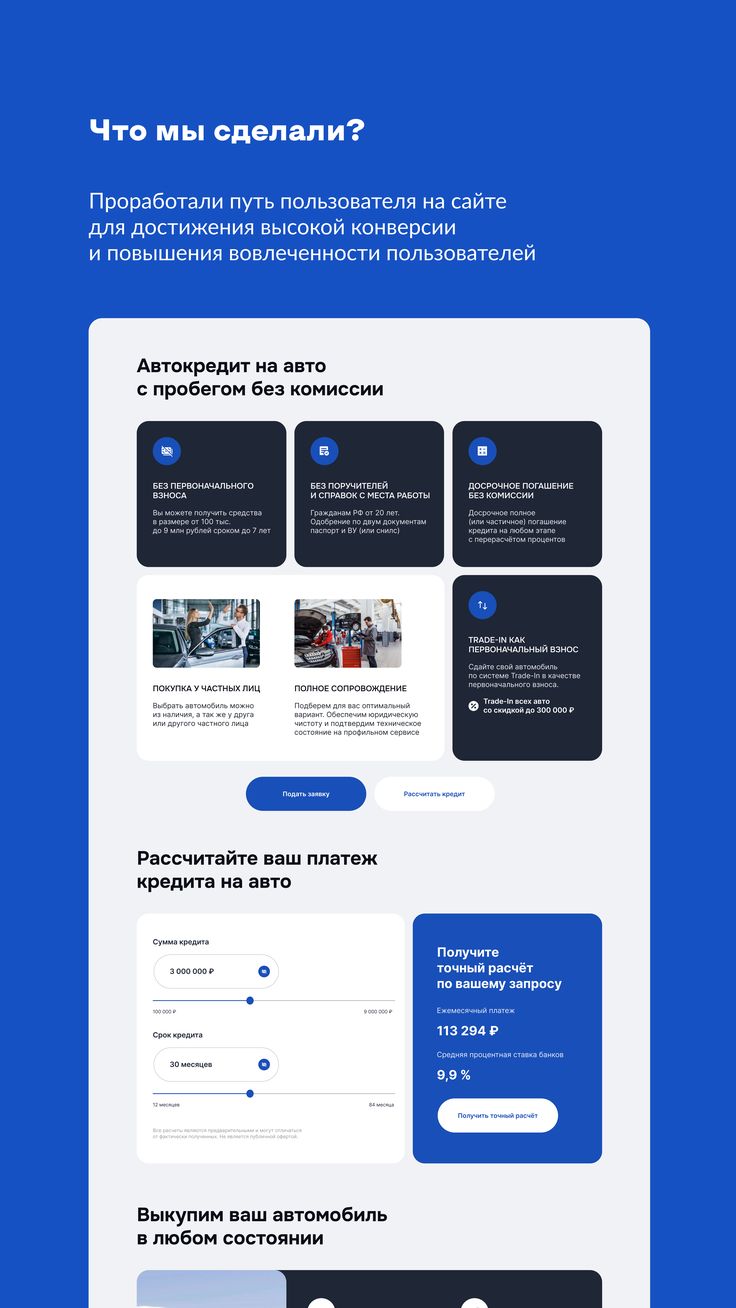 Что мы сделали?
Проработали путь пользователя на сайте
для достижения высокой конверсии
и повышения вовлеченности пользователей
Автокредит на авто
с пробегом без комиссии
БЕЗ ПЕРВОНАЧАЛЬНОГО
ВЗНОСА
Вы можете получить средства
в размере от 100 тыс.
до 9 млн рублей сроком до 7 лет
БЕЗ ПОРУЧИТЕЛЕЙ
И СПРАВОК С МЕСТА РАБОТЫ
Гражданам РФ от 20 лет.
Одобрение по двум документам
паспорт и ВУ (или снилс)
ДОСРОЧНОЕ ПОГАШЕНИЕ
БЕЗ КОМИССИИ
Досрочное полное
(или частичное) погашение
кредита на любом этапе
с перерасчётом процентов
ПОКУПКА У ЧАСТНЫХ ЛИЦ
Выбрать автомобиль можно
из наличия, а так же у друга
или другого частного лица
ПОЛНОЕ СОПРОВОЖДЕНИЕ
Подберем для вас оптимальный
вариант. Обеспечим юридическую
чистоту и подтвердим техническое
состояние на профильном сервисе
TRADE-IN КАК
ПЕРВОНАЧАЛЬНЫЙ ВЗНОС
Сдайте свой автомобиль
по системе Trade-In в качестве
первоначального взноса.
Trade-In всех авто
со скидкой до 300 000 ₽
Подать заявку
Рассчитать кредит
Рассчитайте ваш платеж
кредита на авто
Сумма кредита
3 000 000 ₽
100 000 ₽
9 000 000 ₽
Срок кредита
30 месяцев
12 месяцев
84 месяца
Все расчеты являются предварительными и могут отличаться
от фактически полученных. Не является публичной офертой.
Получите
точный расчёт
по вашему запросу
Ежемесячный платеж
113 294 ₽
Средняя процентная ставка банков
9,9 %
Получить точный расчёт
Выкупим ваш автомобиль
в любом состоянии